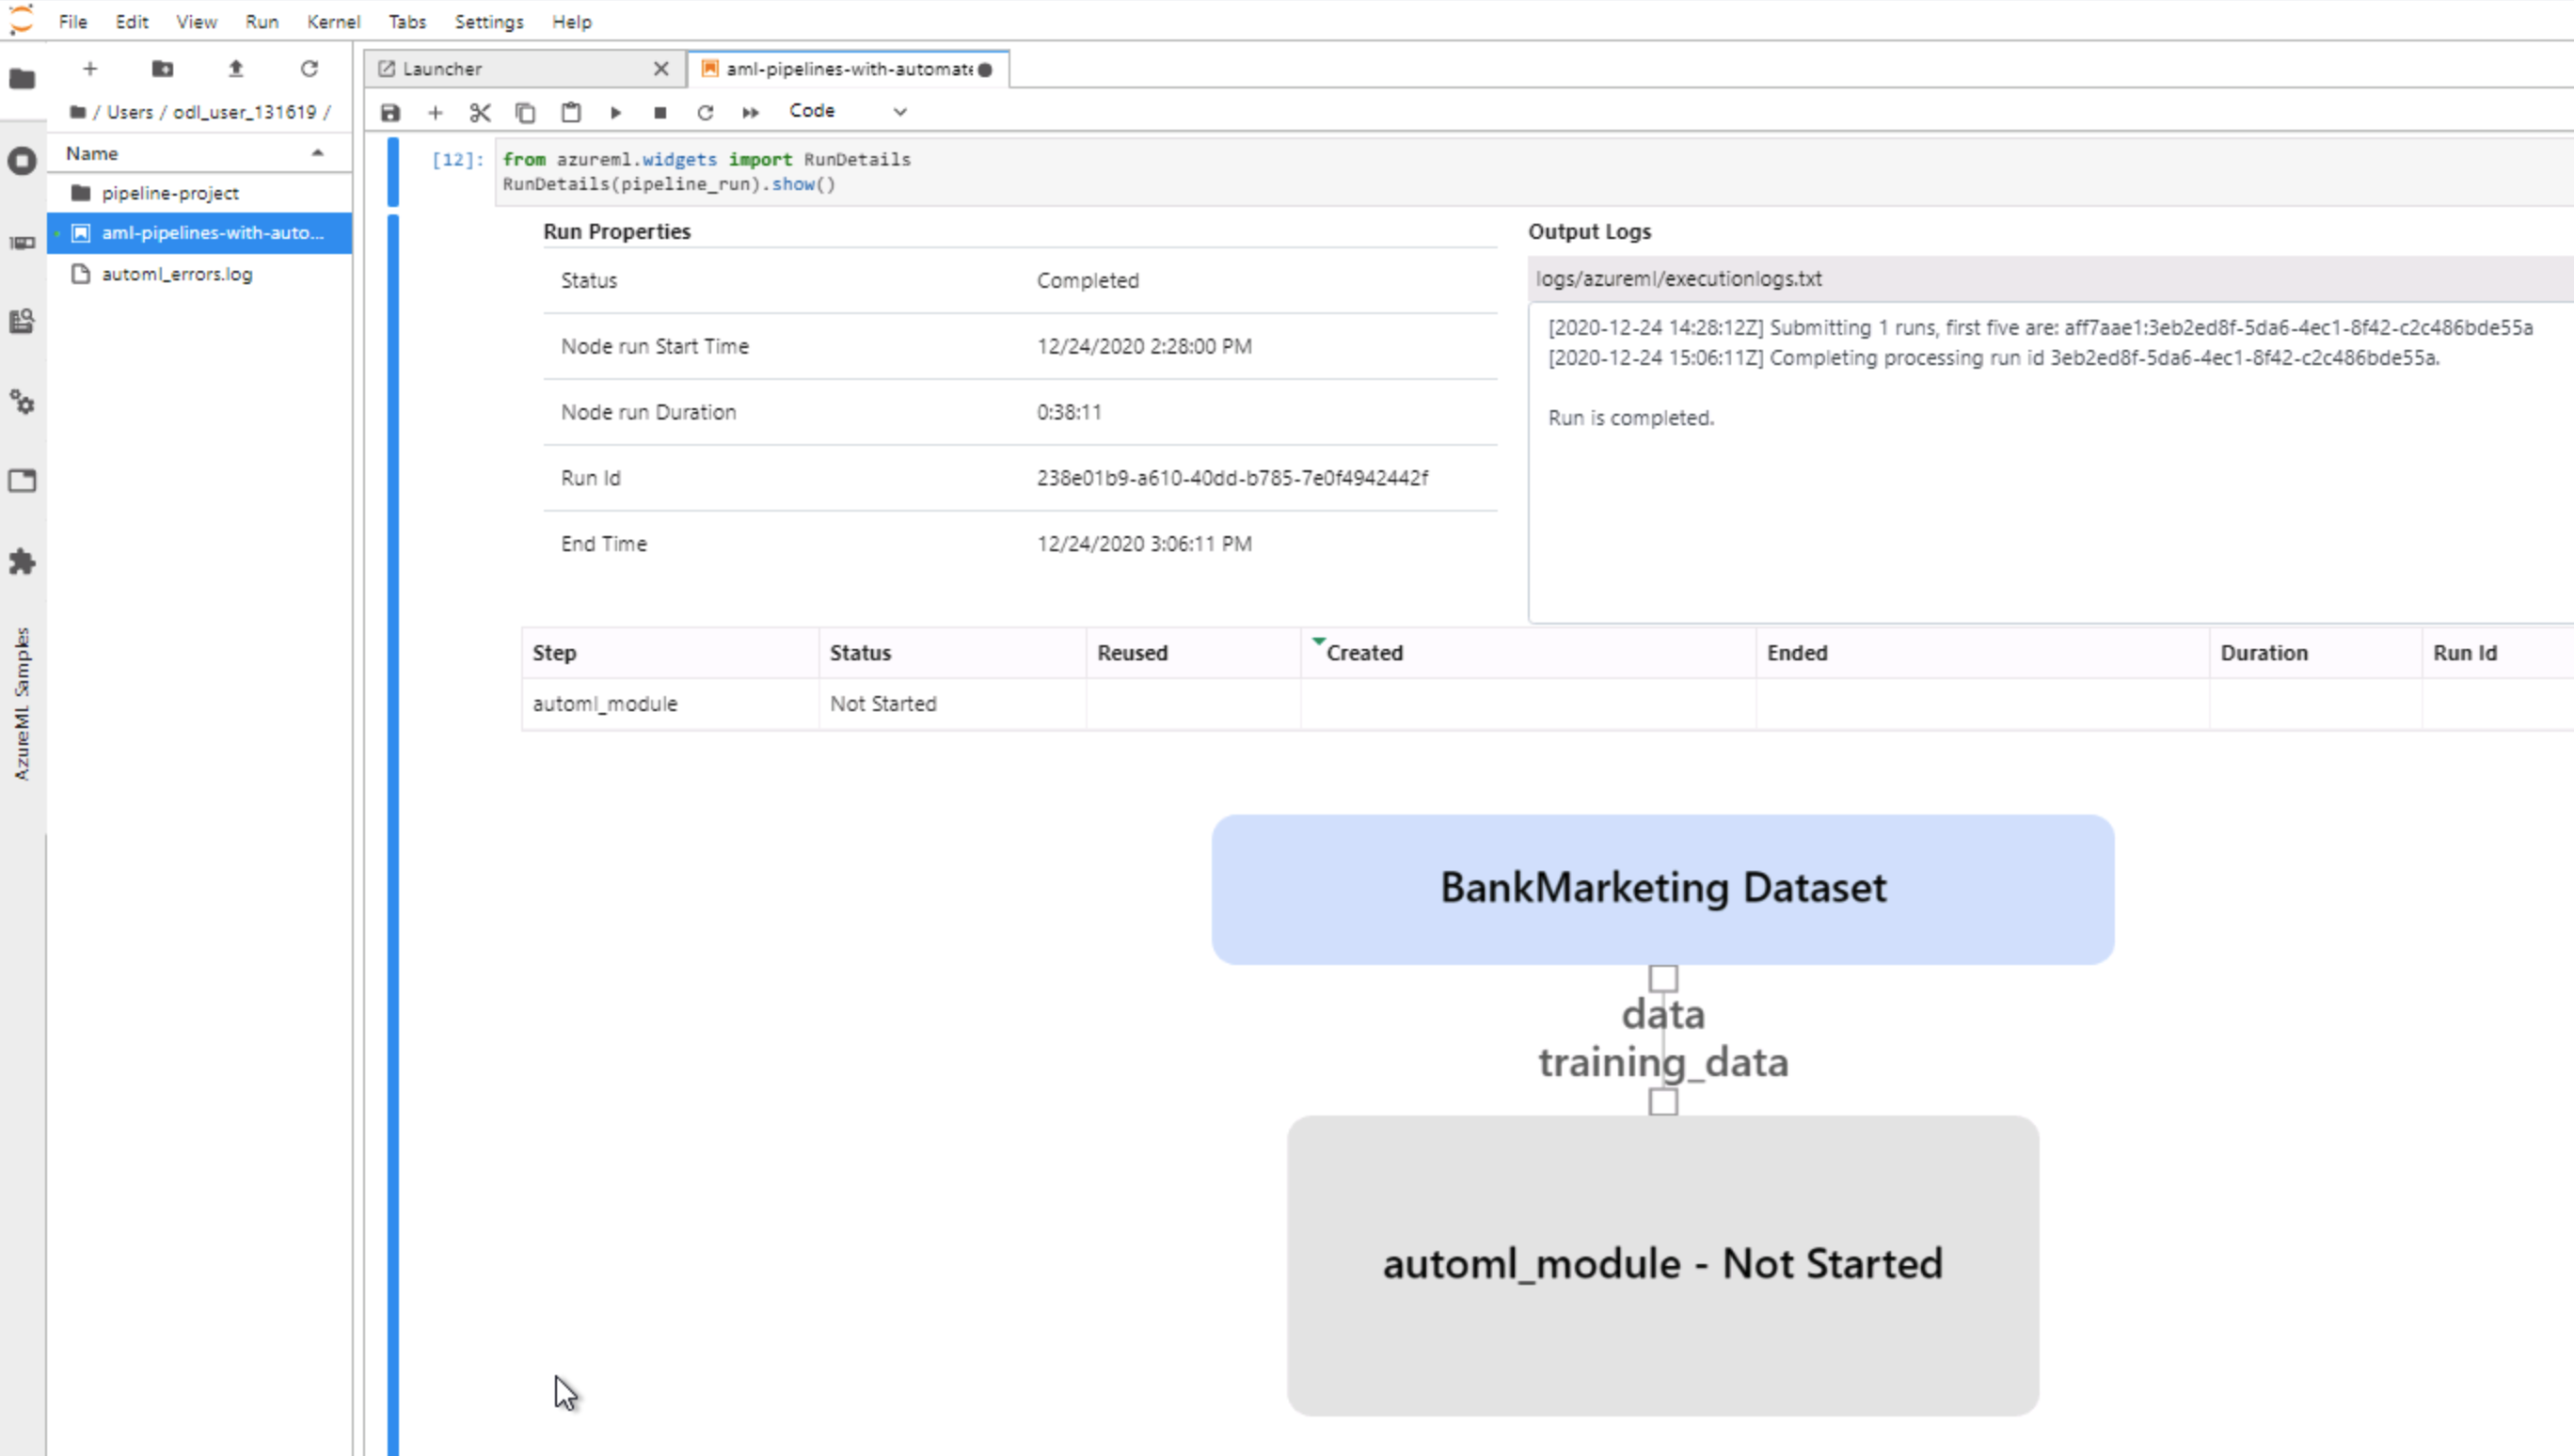 File Edit View Run Kernel Tabs Settings Help
Launcher
aml-pipelines-with-automate
/ Users / odl_user_131619 /
Code
Name
pipeline-project
aml-pipelines-with-auto...
automl_errors.log
AzureML Samples
[12]: from azureml.widgets import RunDetails
RunDetails(pipeline_run).show()
Run Properties
Status Completed
Node run Start Time 12/24/2020 2:28:00 PM
Node run Duration 0:38:11
Run Id 238e01b9-a610-40dd-b785-7e0f4942442f
End Time 12/24/2020 3:06:11 PM
Output Logs
logs/azureml/executionlogs.txt
[2020-12-24 14:28:12Z] Submitting 1 runs, first five are: aff7aae1:3eb2ed8f-5da6-4ec1-8f42-c2c486bde55a
[2020-12-24 15:06:11Z] Completing processing run id 3eb2ed8f-5da6-4ec1-8f42-c2c486bde55a.
Run is completed.
Step Status Reused Created Ended Duration Run Id
automl_module Not Started
BankMarketing Dataset
data
training_data
automl_module - Not Started